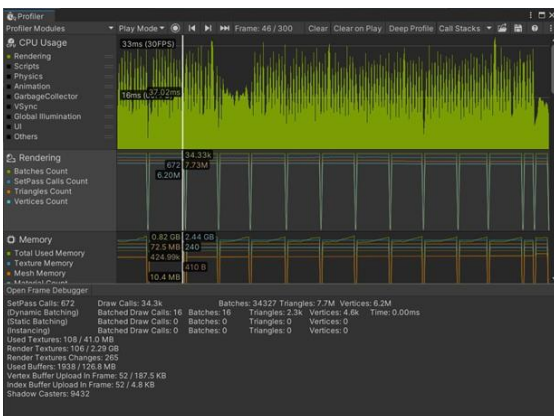 Profiler
Profiler Modules Play Mode Frame: 46 / 300 Clear Clear on Play Deep Profile Call Stacks
CPU Usage
Rendering
Scripts
Physics
Animation
GarbageCollector
VSync
Global Illumination
UI
Others
33ms (30FPS)
16ms (
37.02ms
Rendering
Batches Count
SetPass Calls Count
Triangles Count
Vertices Count
34.33k
672 7.73M
6.20M
Memory
Total Used Memory
Texture Memory
Mesh Memory
Material Count
0.82 GB 2.44 GB
72.5 MB 240
424.99k
410 B
10.4 MB
Open Frame Debugger
SetPass Calls: 672 Draw Calls: 34.3k Batches: 34327 Triangles: 7.7M Vertices: 6.2M
(Dynamic Batching) Batched Draw Calls: 16 Batches: 16 Triangles: 2.3k Vertices: 4.6k Time: 0.00ms
(Static Batching) Batched Draw Calls: 0 Batches: 0 Triangles: 0 Vertices: 0
(Instancing) Batched Draw Calls: 0 Batches: 0 Triangles: 0 Vertices: 0
Used Textures: 108 / 41.0 MB
Render Textures: 106 / 2.29 GB
Render Textures Changes: 265
Used Buffers: 1938 / 126.8 MB
Vertex Buffer Upload In Frame: 52 / 187.5 KB
Index Buffer Upload In Frame: 52 / 4.8 KB
Shadow Casters: 9432